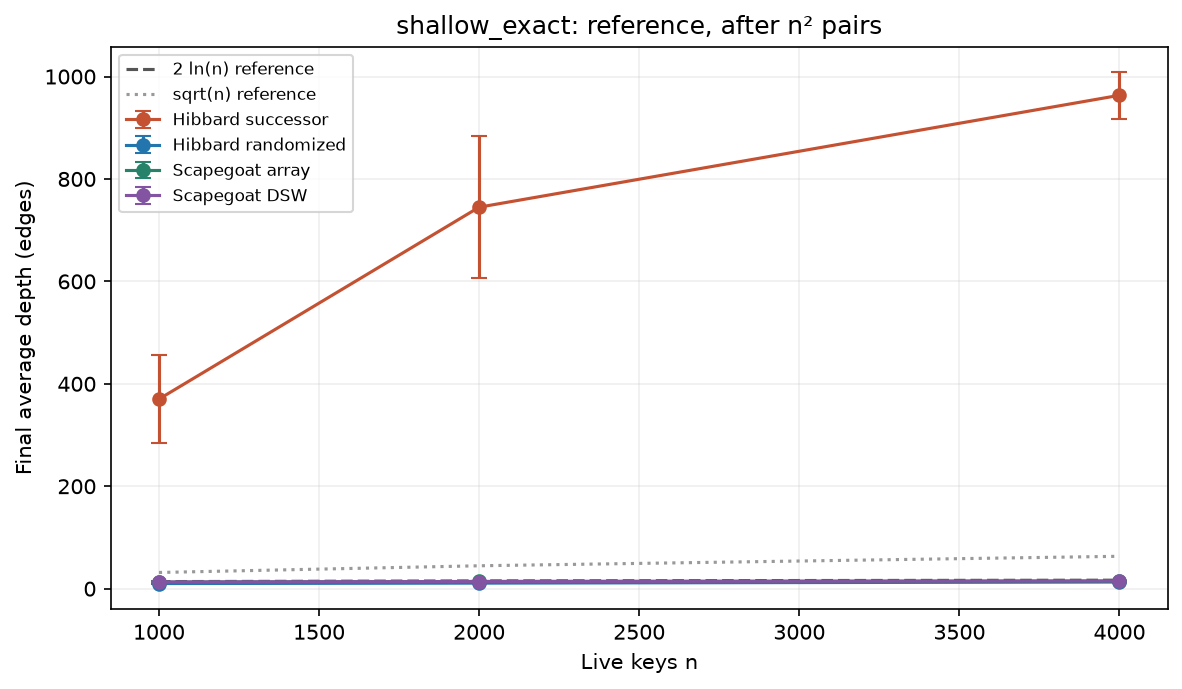 shallow_exact: reference, after n² pairs
2 ln(n) reference
sqrt(n) reference
Hibbard successor
Hibbard randomized
Scapegoat array
Scapegoat DSW
Final average depth (edges)
1000
800
600
400
200
0
1000 1500 2000 2500 3000 3500 4000
Live keys n